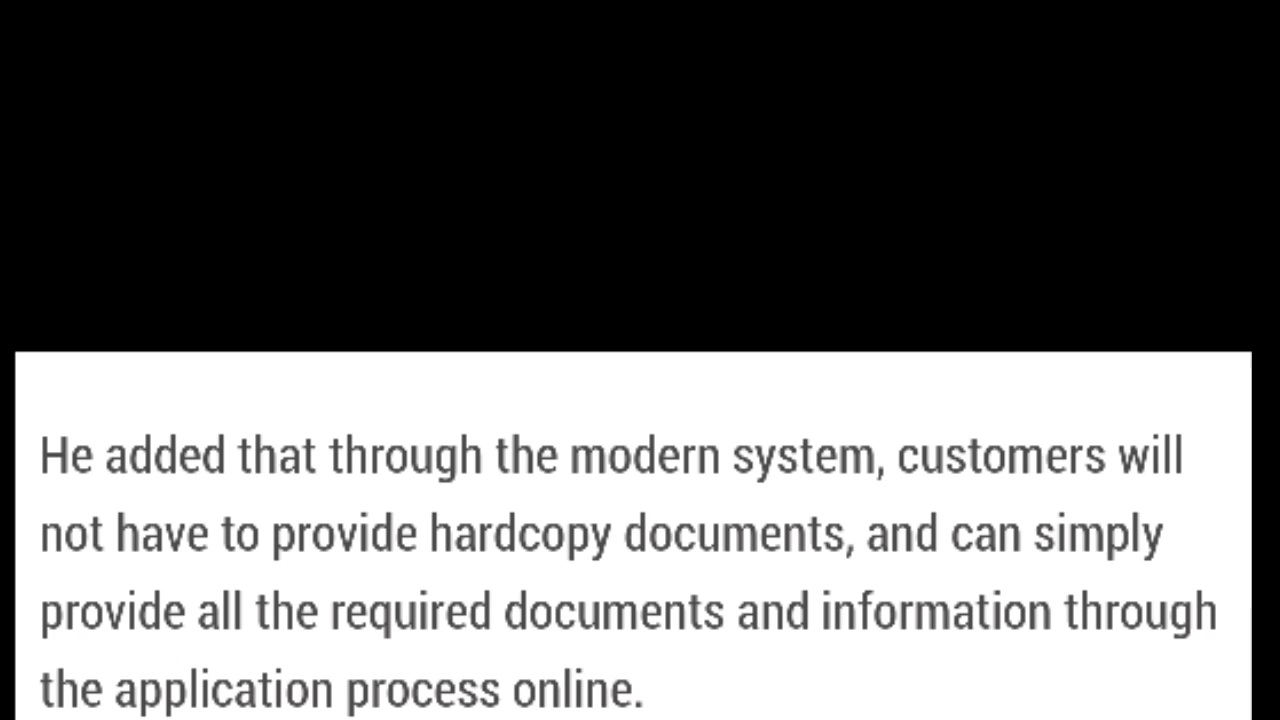 He added that through the modern system, customers will
not have to provide hardcopy documents, and can simply
provide all the required documents and information through
the application process online.